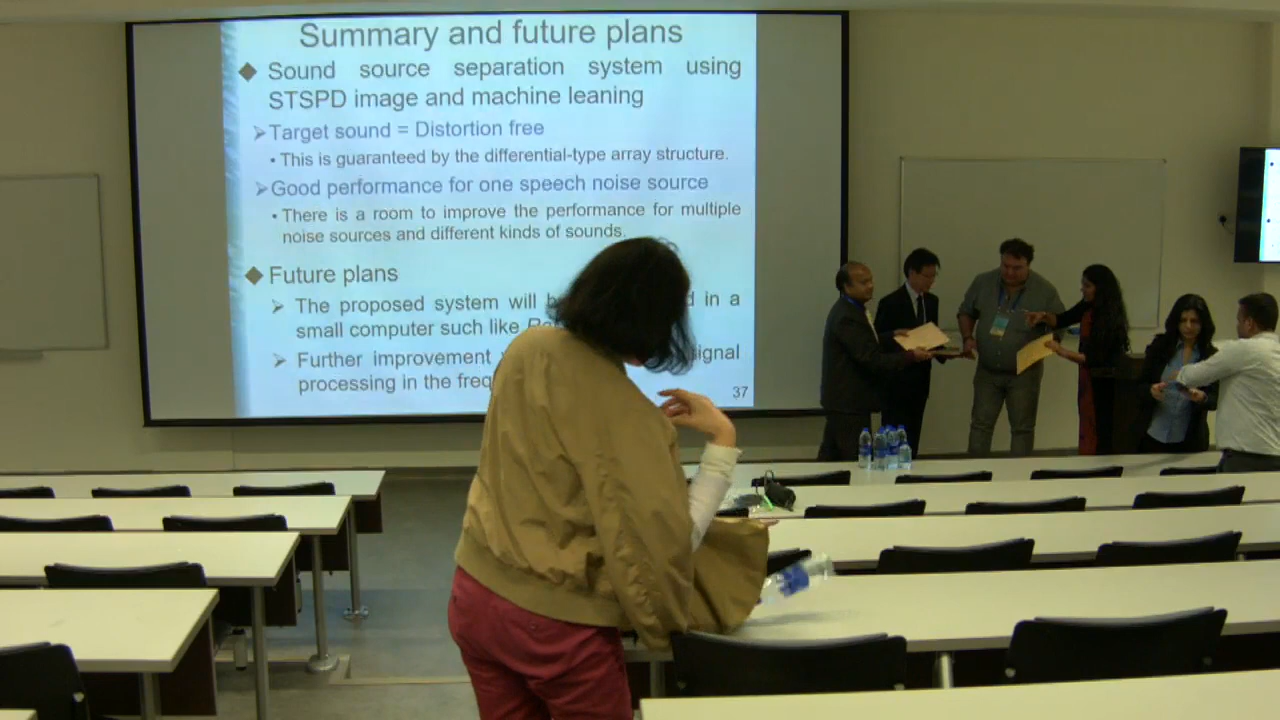 Summary and future plans
Sound source separation system using
STSPD image and machine leaning
Target sound = Distortion free
This is guaranteed by the differential-type array structure.
Good performance for one speech noise source
There is a room to improve the performance for multiple
noise sources and different kinds of sounds.
Future plans
The proposed system will in a
small computer such like
Further improvement signal
processing in the
37